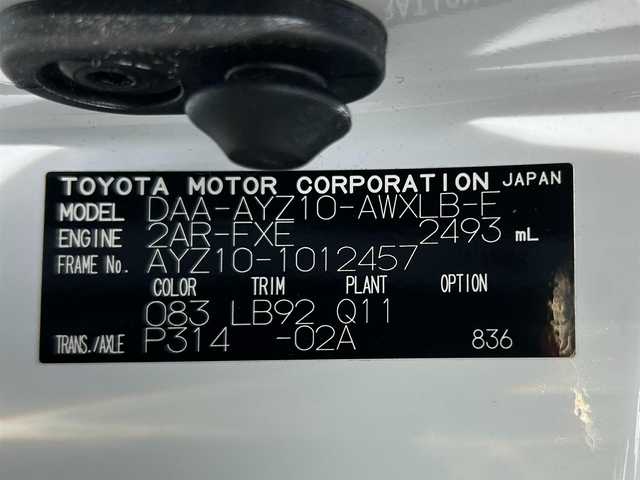 TOYOTA MOTOR CORPORATION JAPAN
MODEL DAA-AYZ10-AWXLB-E
ENGINE 2AR-FXE 2493 mL
FRAME No. AYZ10-1012457
COLOR TRIM PLANT OPTION
083 LB92 Q11
TRANS./AXLE P314 -02A 836